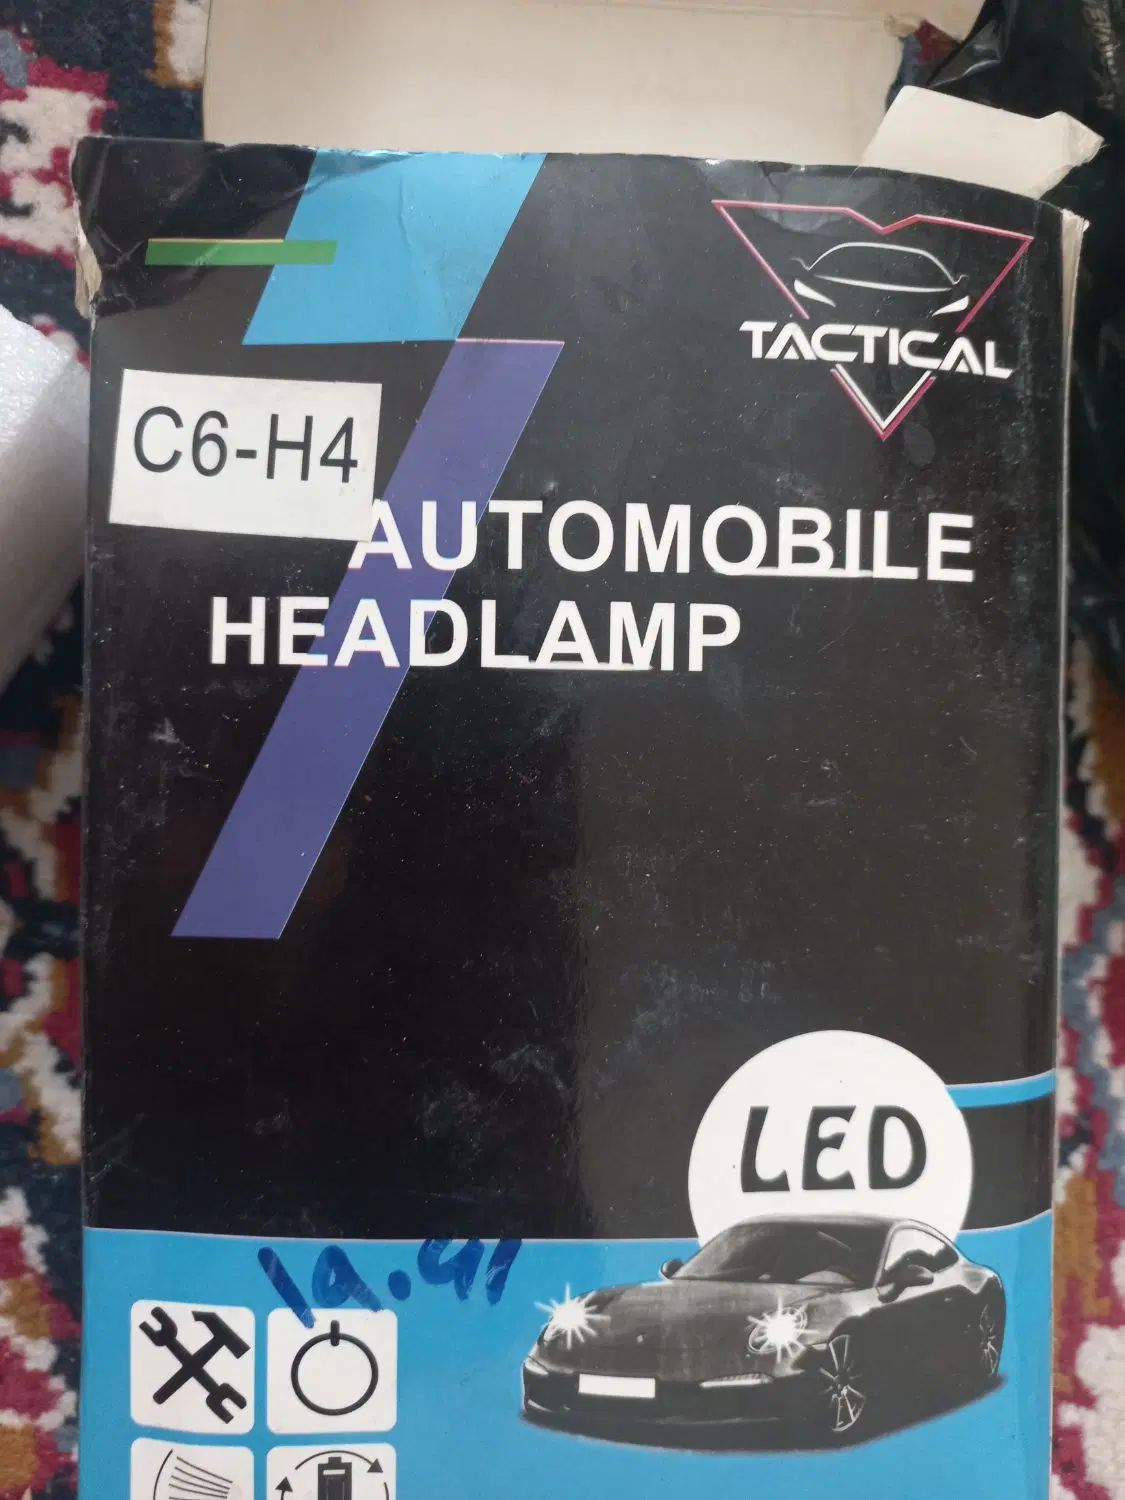 TACTICAL
C6-H4
AUTOMOBILE
HEADLAMP
LED